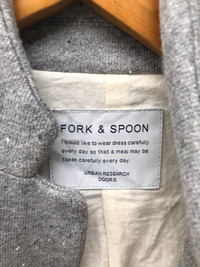 FORK & SPOON
I would like to wear dress carefully
every day so that a meal may be
taken carefully every day.
URBAN RESEARCH
DOORS